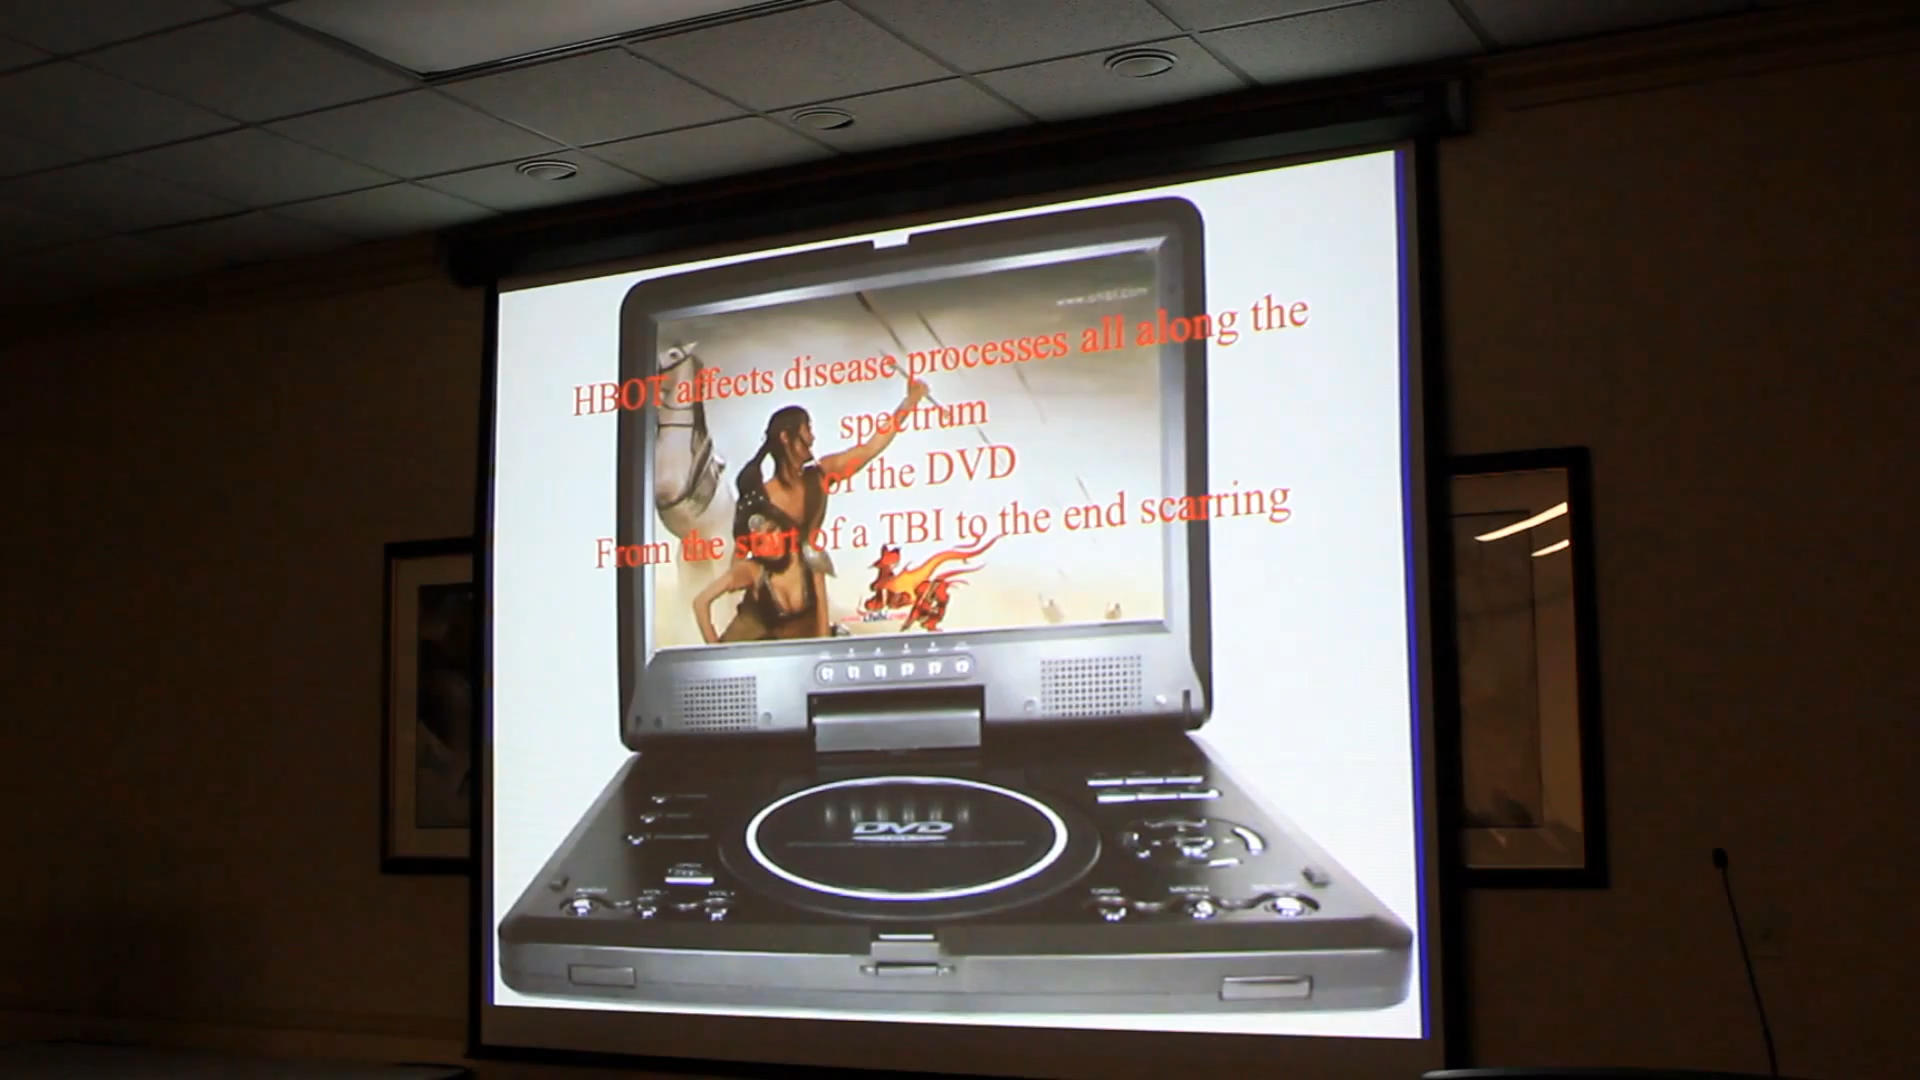 HBOT affects disease processes all along the
spectrum
of the DVD
From the start of a TBI to the end scarring
DVD